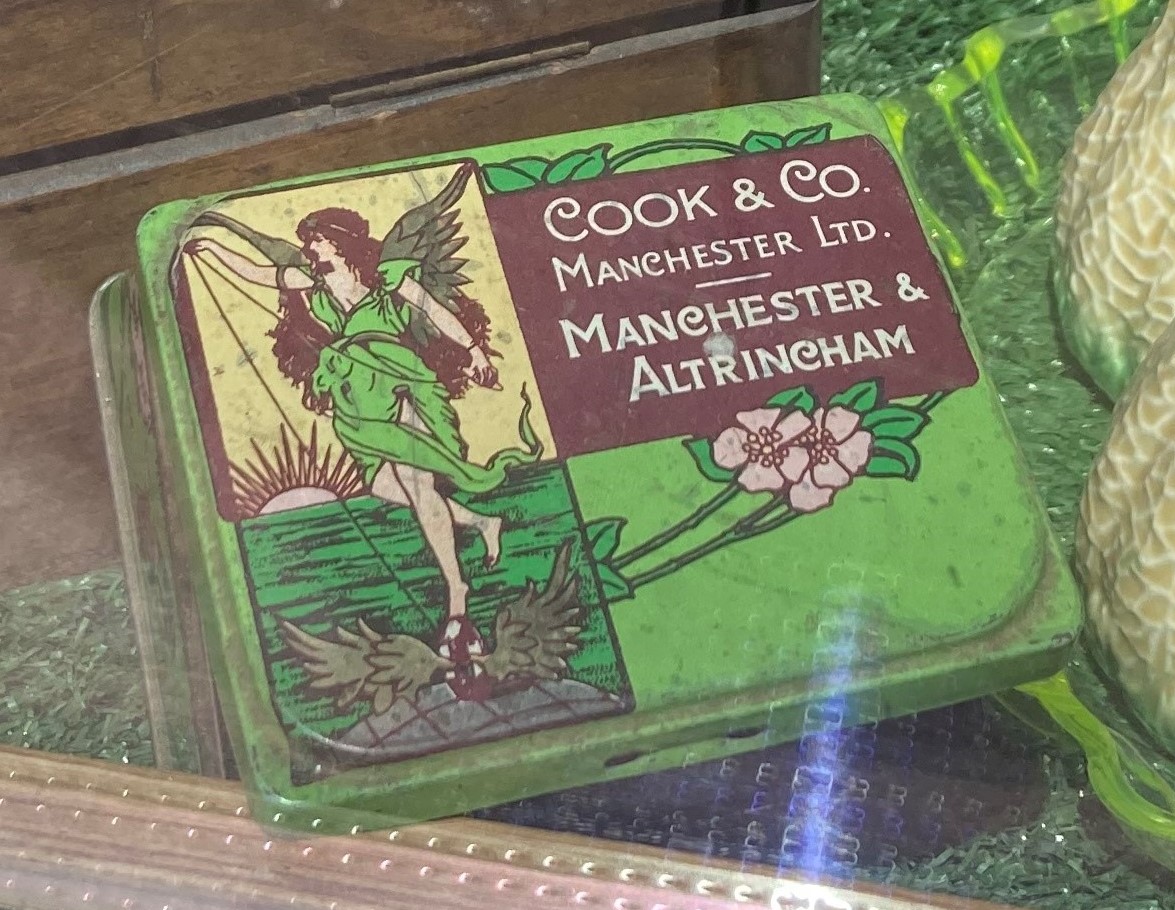 Cook & Co.
Manchester Ltd.
Manchester &
Altrincham